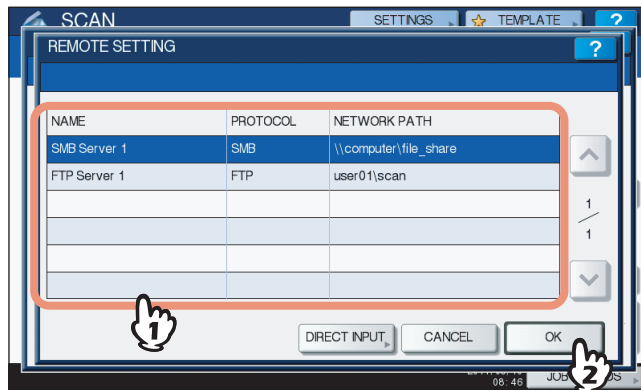 SCAN SETTINGS TEMPLATE ?
REMOTE SETTING ?
NAME PROTOCOL NETWORK PATH
SMB Server 1 SMB \\computer\file_share
FTP Server 1 FTP user01\scan
1
1
DIRECT INPUT CANCEL OK
1
2
08:46